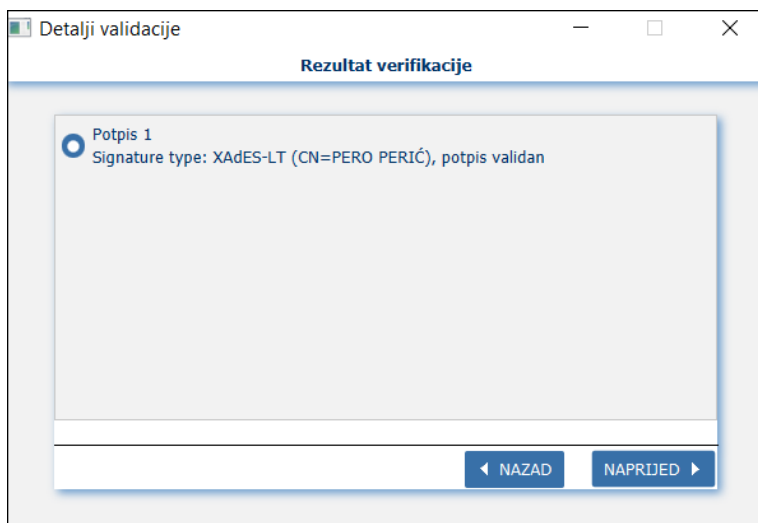 Detalji validacije
Rezultat verifikacije
Potpis 1
Signature type: XAdES-LT (CN=PERO PERIĆ), potpis validan
NAZAD
NAPRIJED